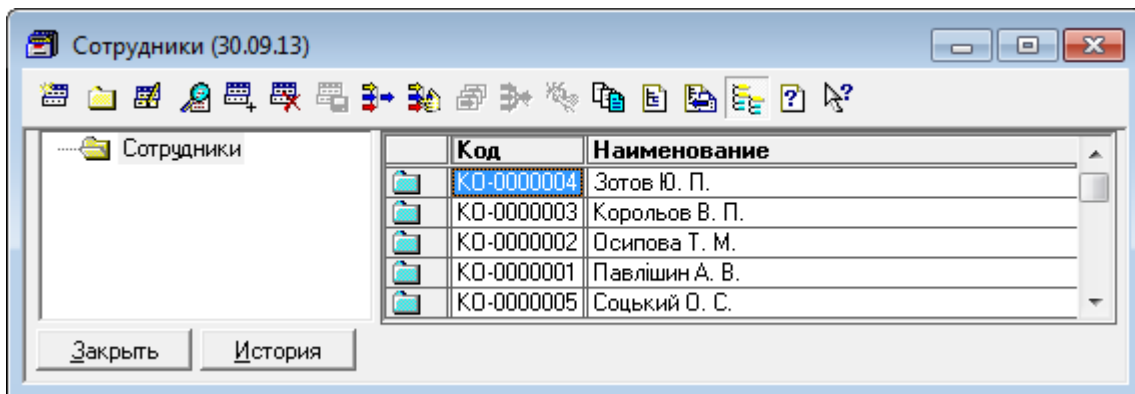 Сотрудники (30.09.13)
Сотрудники
Код Наименование
КО-0000004 Зотов Ю. П.
КО-0000003 Корольов В. П.
КО-0000002 Осипова Т. М.
КО-0000001 Павлішин А. В.
КО-0000005 Соцький О. С.
Закрыть История